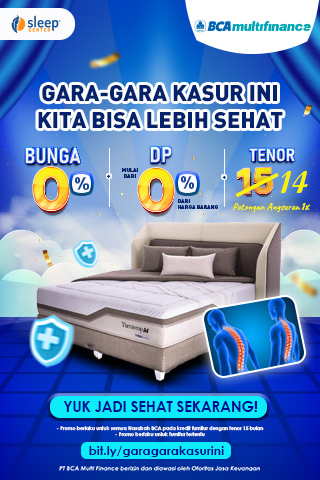 sleep
CENTER
BCA multifinance
GARA-GARA KASUR INI
KITA BISA LEBIH SEHAT
BUNGA
0%
MULAI
DARI
DP
0%
DARI
HARGA BARANG
TENOR
15 14
Potongan Angsuran 1x
TheraspM
YUK JADI SEHAT SEKARANG!
- Promo berlaku untuk semua Nasabah BCA pada kredit furnitur dengan tenor 15 bulan
- Promo berlaku untuk furnitur tertentu
bit.ly/garagarakasurini
PT BCA Multi Finance berizin dan diawasi oleh Otoritas Jasa Keuangan